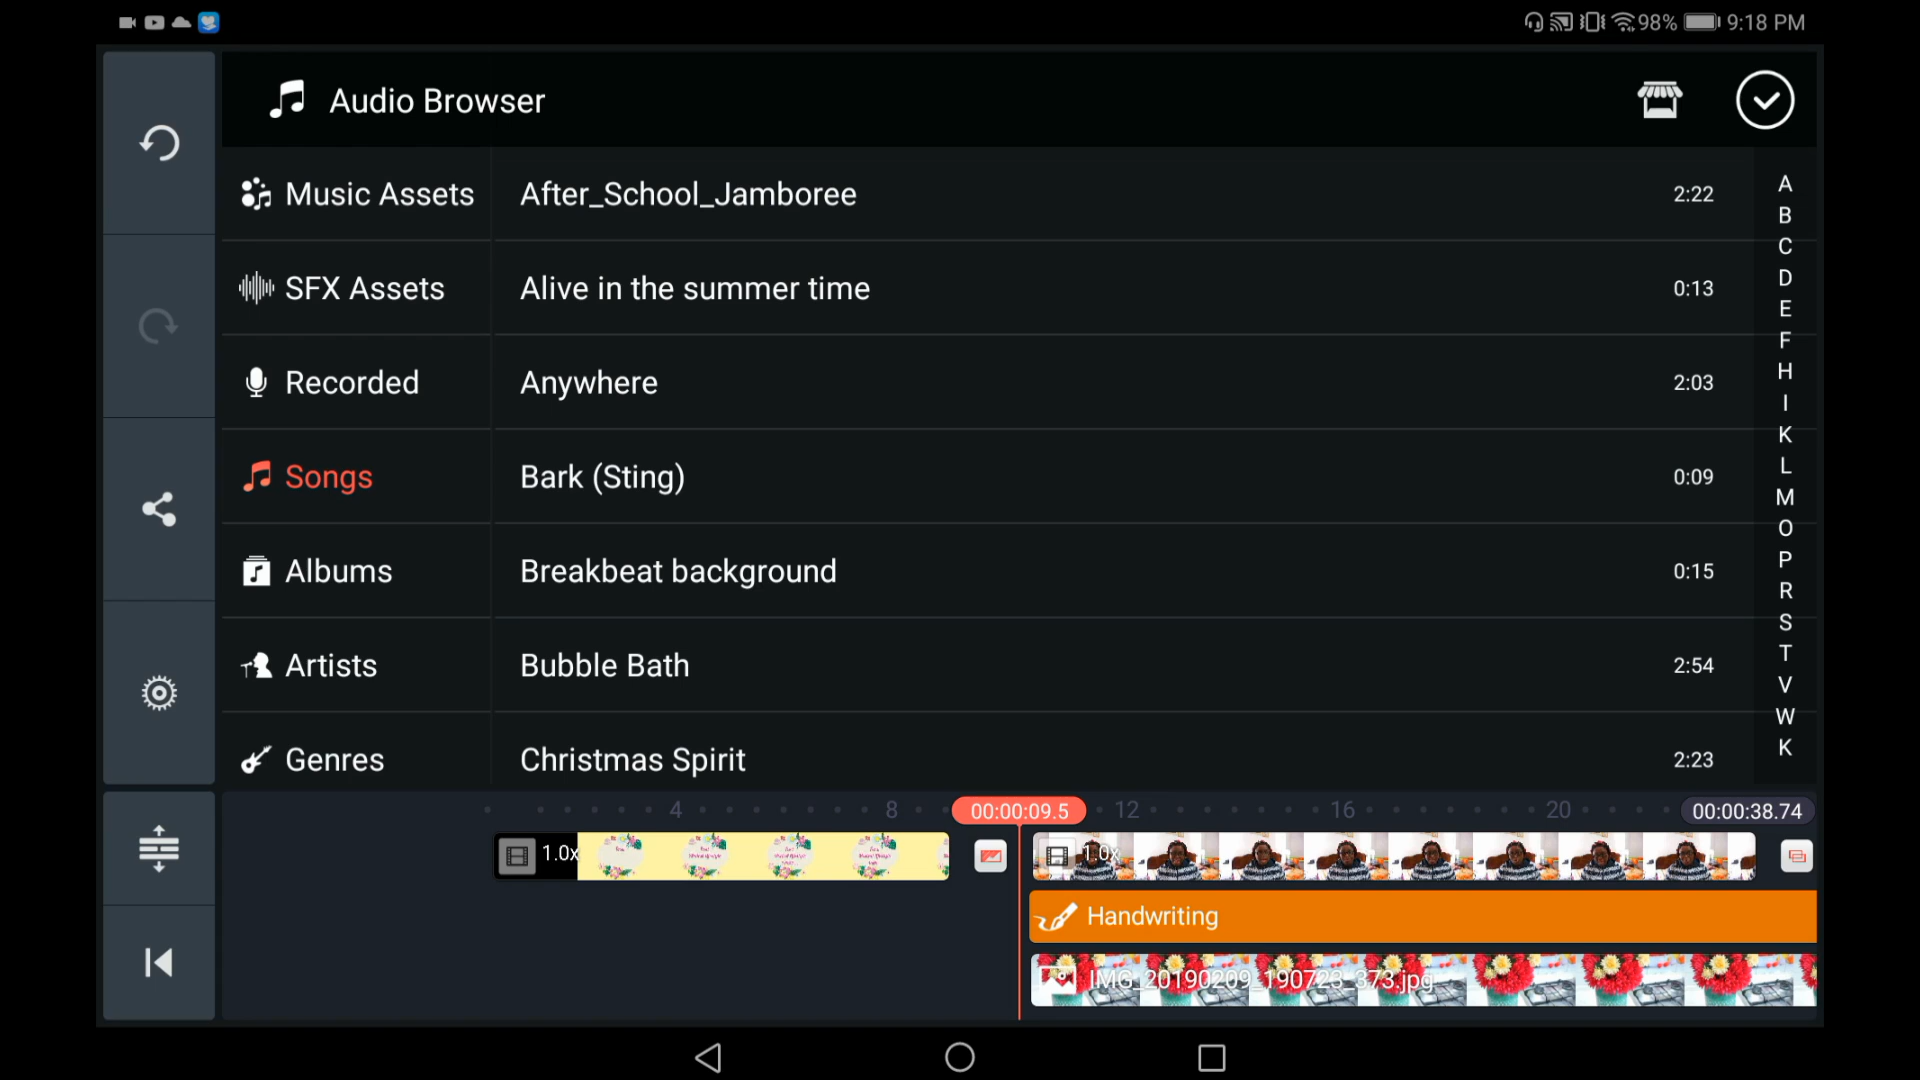 98% 9:18 PM
Audio Browser
Music Assets After_School_Jamboree 2:22
SFX Assets Alive in the summer time 0:13
Recorded Anywhere 2:03
Songs Bark (Sting) 0:09
Albums Breakbeat background 0:15
Artists Bubble Bath 2:54
Genres Christmas Spirit 2:23
A
B
C
D
E
F
H
I
K
L
M
O
P
R
S
T
V
W
K
4 8 00:00:09.5 12 16 20 00:00:38.74
1.0x 1.0x
Handwriting
IMG_20190209_190723_373.jpg